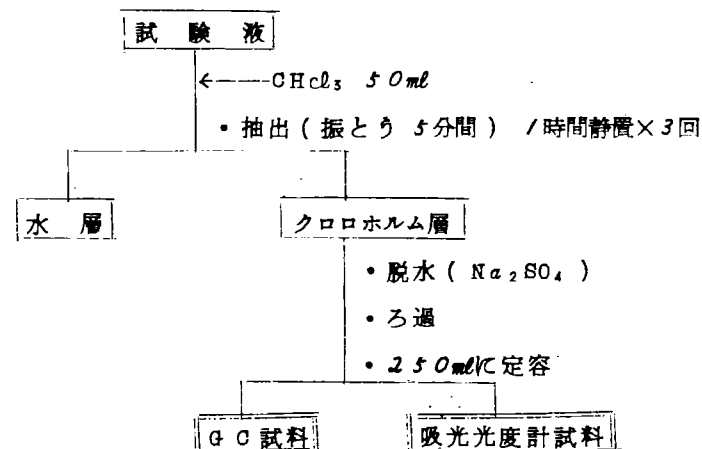 試験液
←CHCl₃ 50ml
・抽出(振とう 5分間) 1時間静置×3回
水層
クロロホルム層
・脱水(Na₂SO₄)
・ろ過
・250mlに定容
GC試料
吸光光度計試料